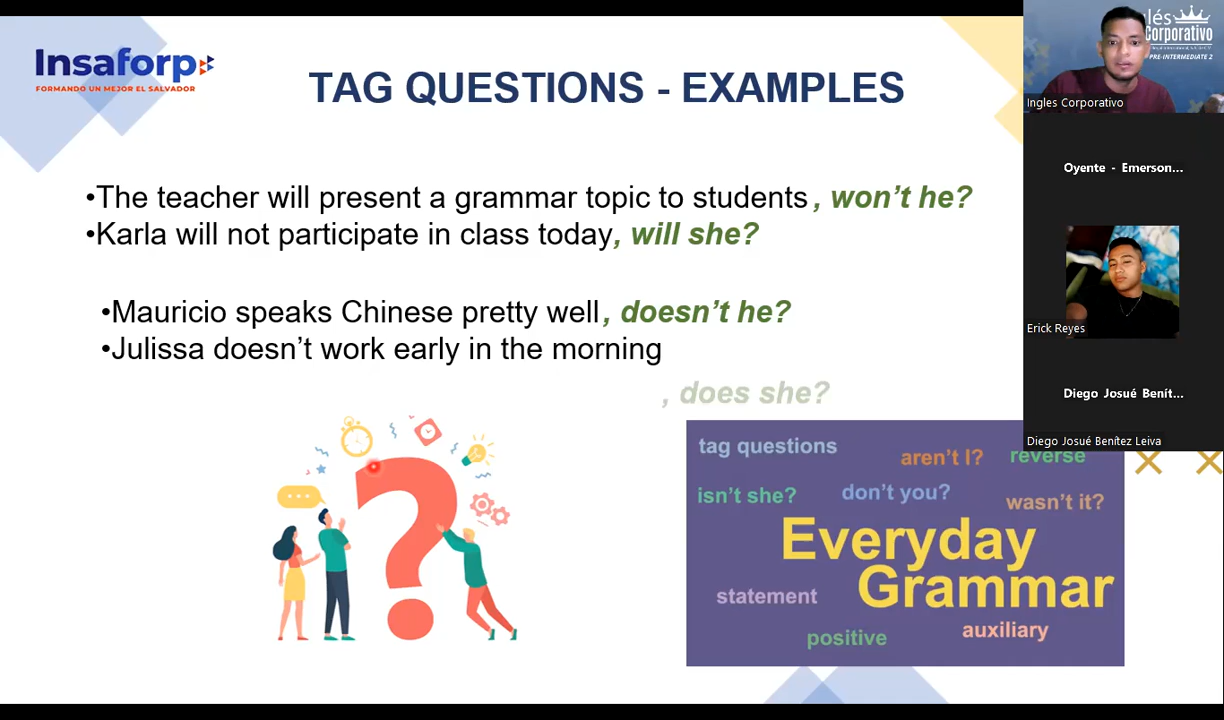 Insaforp
FORMANDO UN MEJOR EL SALVADOR
TAG QUESTIONS - EXAMPLES
•The teacher will present a grammar topic to students , won't he?
•Karla will not participate in class today, will she?
•Mauricio speaks Chinese pretty well, doesn't he?
•Julissa doesn't work early in the morning
, does she?
tag questions
aren't I?
reverse
isn't she?
don't you?
wasn't it?
Everyday
Grammar
statement
positive
auxiliary
lés
Corporativo
PRE-INTERMEDIATE 2
Ingles Corporativo
Oyente - Emerson...
Erick Reyes
Diego Josué Benít...
Diego Josué Benítez Leiva